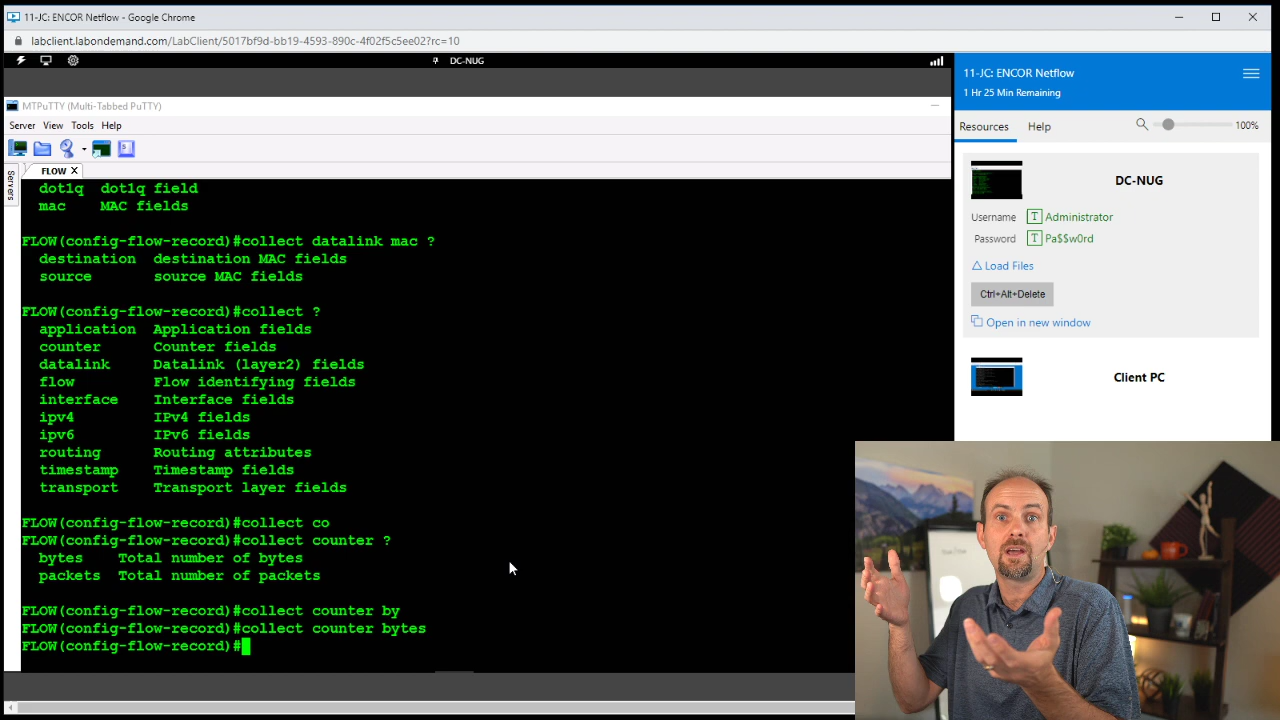 11-JC: ENCOR Netflow - Google Chrome
labclient.labondemand.com/LabClient/5017bf9d-bb19-4593-890c-4f02f5c5ee02?rc=10
DC-NUG
MTPuTTY (Multi-Tabbed PuTTY)
Server View Tools Help
FLOW X
Servers
dot1q dot1q field
mac MAC fields
FLOW(config-flow-record)#collect datalink mac ?
destination destination MAC fields
source source MAC fields
FLOW(config-flow-record)#collect ?
application Application fields
counter Counter fields
datalink Datalink (layer2) fields
flow Flow identifying fields
interface Interface fields
ipv4 IPv4 fields
ipv6 IPv6 fields
routing Routing attributes
timestamp Timestamp fields
transport Transport layer fields
FLOW(config-flow-record)#collect co
FLOW(config-flow-record)#collect counter ?
bytes Total number of bytes
packets Total number of packets
FLOW(config-flow-record)#collect counter by
FLOW(config-flow-record)#collect counter bytes
FLOW(config-flow-record)#
11-JC: ENCOR Netflow
1 Hr 25 Min Remaining
Resources Help 100%
DC-NUG
Username T Administrator
Password T Pa$$w0rd
Load Files
Ctrl+Alt+Delete
Open in new window
Client PC